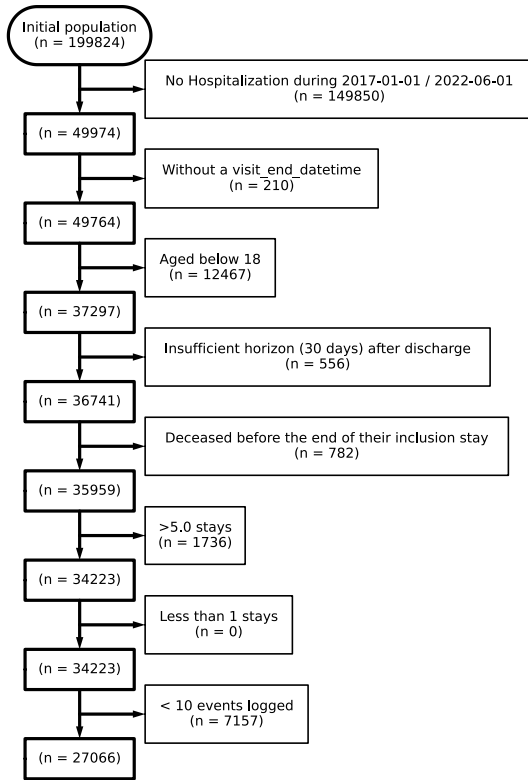 Initial population
(n = 199824)
No Hospitalization during 2017-01-01 / 2022-06-01
(n = 149850)
(n = 49974)
Without a visit_end_datetime
(n = 210)
(n = 49764)
Aged below 18
(n = 12467)
(n = 37297)
Insufficient horizon (30 days) after discharge
(n = 556)
(n = 36741)
Deceased before the end of their inclusion stay
(n = 782)
(n = 35959)
>5.0 stays
(n = 1736)
(n = 34223)
Less than 1 stays
(n = 0)
(n = 34223)
< 10 events logged
(n = 7157)
(n = 27066)